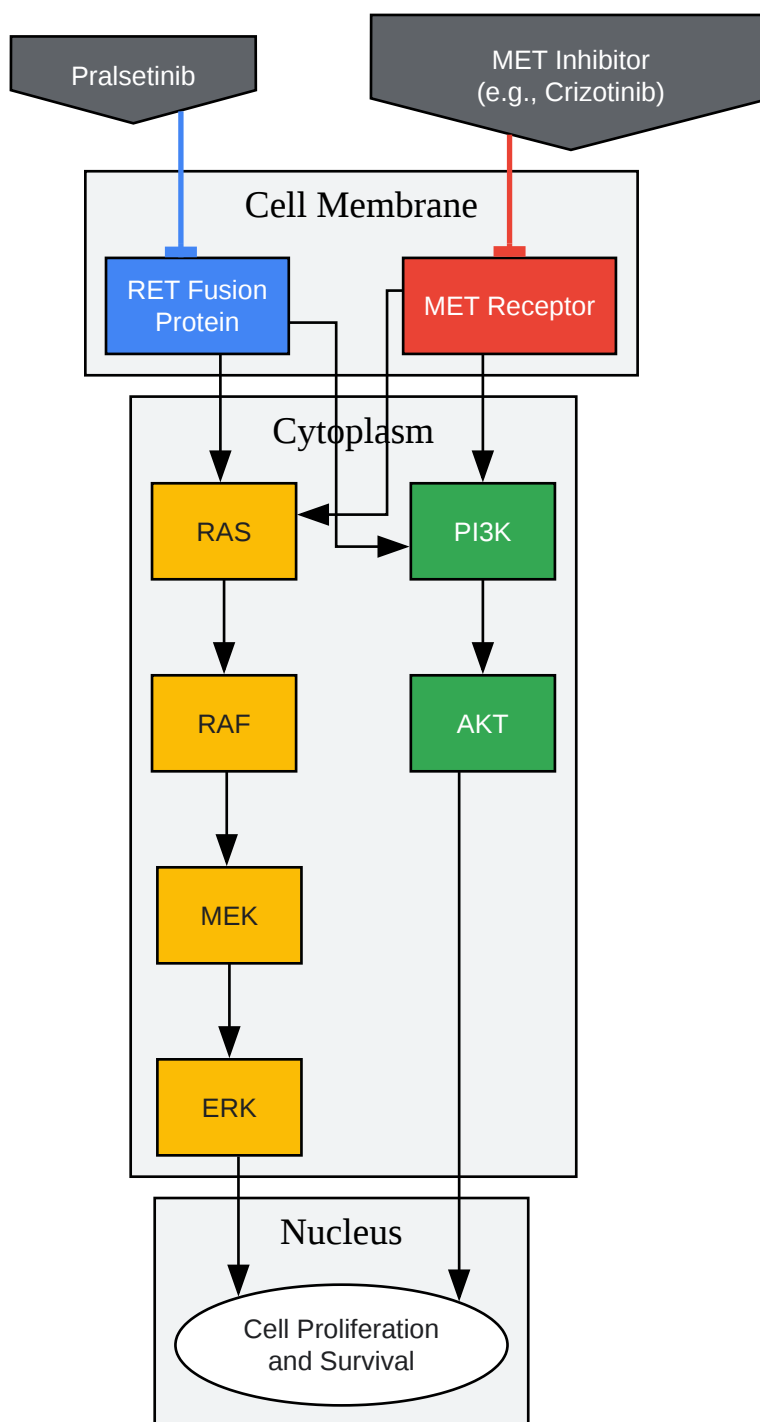 Pralsetinib
MET Inhibitor
(e.g., Crizotinib)
Cell Membrane
RET Fusion
Protein
MET Receptor
Cytoplasm
RAS
PI3K
RAF
AKT
MEK
ERK
Nucleus
Cell Proliferation
and Survival